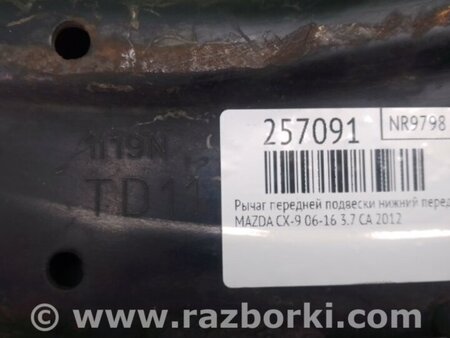 1I19N
TD11
257091
NR9798
Рычаг передней подвески нижний перед
MAZDA CX-9 06-16 3.7 CA 2012
© www.razborki.com